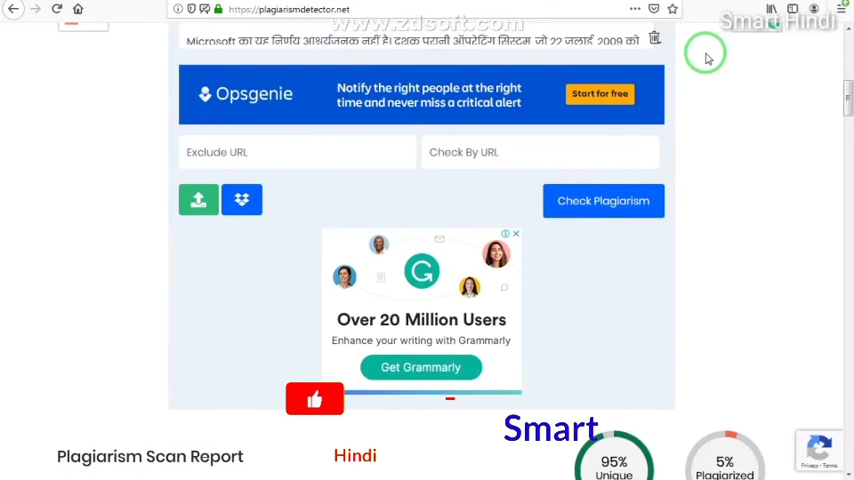 https://plagiarismdetector.net
www.zdsoft.com
Smart Hindi
Microsoft का यह निर्णय आश्चर्यजनक नहीं है। दशक पुरानी ऑपरेटिंग सिस्टम, जो 22 जुलाई, 2009 को
Opsgenie
Notify the right people at the right
time and never miss a critical alert
Start for free
Exclude URL
Check By URL
Check Plagiarism
Over 20 Million Users
Enhance your writing with Grammarly
Get Grammarly
Smart
Plagiarism Scan Report
Hindi
95%
Unique
5%
Plagiarized
Privacy - Terms